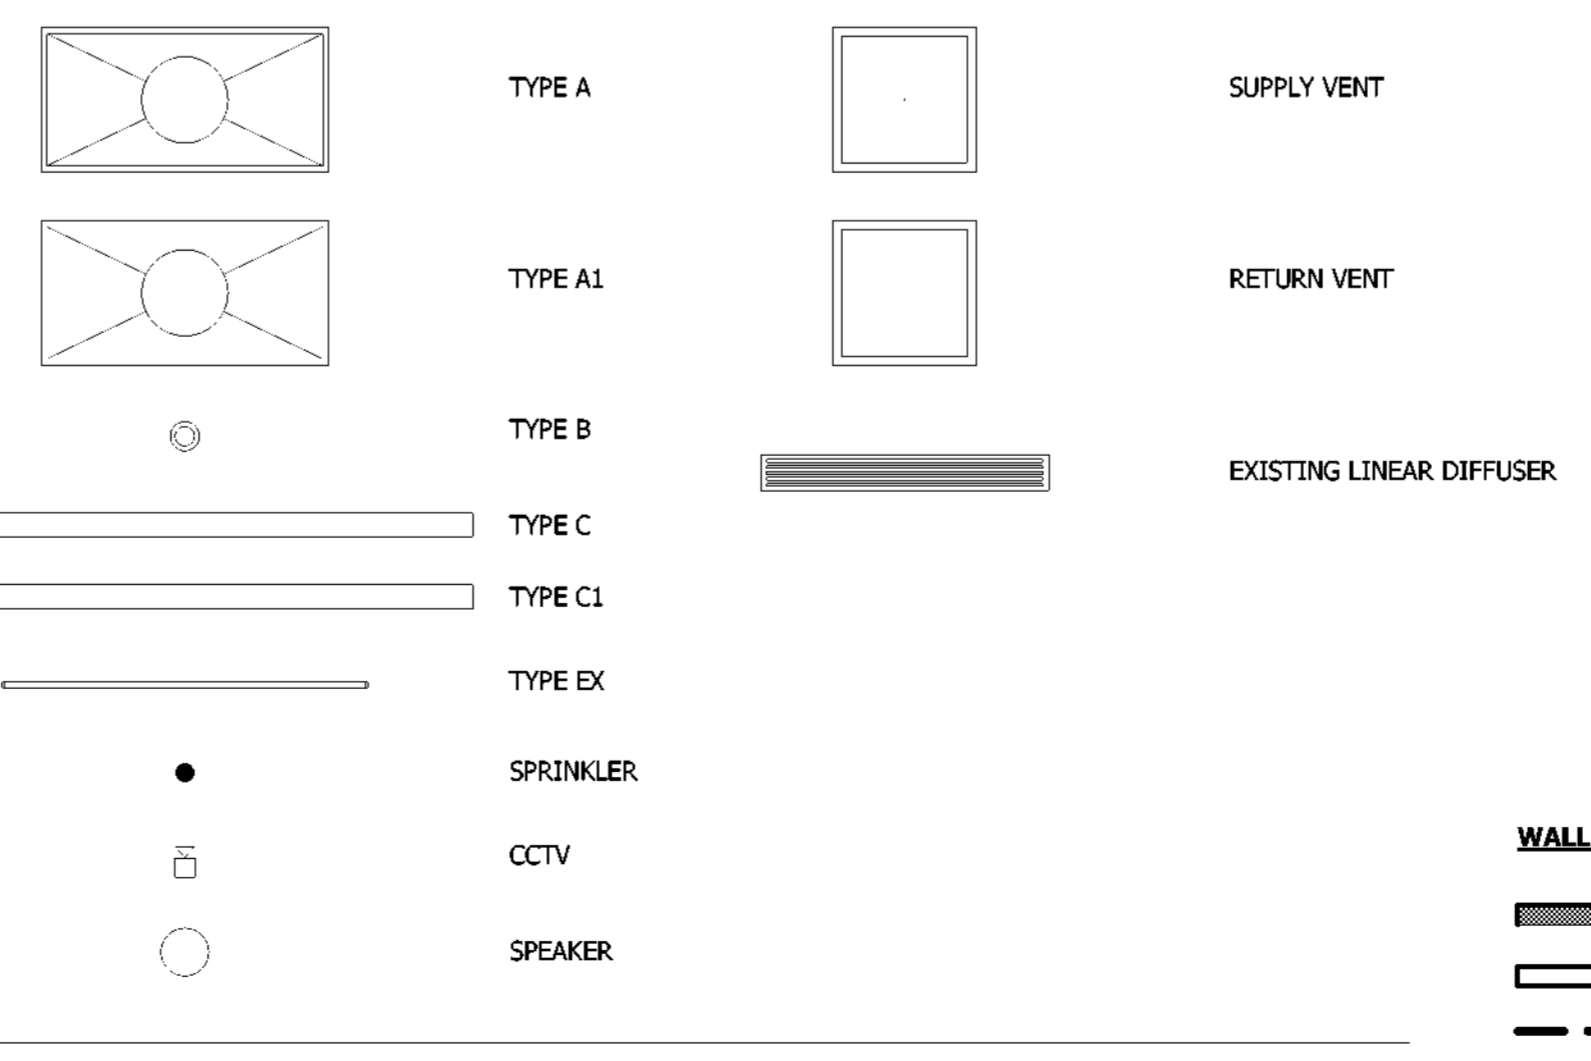 TYPE A
TYPE A1
TYPE B
TYPE C
TYPE C1
TYPE EX
SPRINKLER
CCTV
SPEAKER
SUPPLY VENT
RETURN VENT
EXISTING LINEAR DIFFUSER
WALL